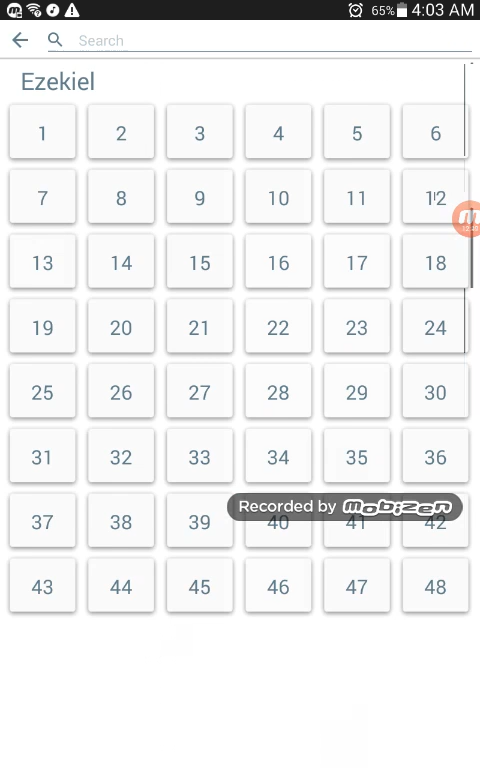 65% 4:03 AM
Search
Ezekiel
1 2 3 4 5 6
7 8 9 10 11 12
13 14 15 16 17 18
19 20 21 22 23 24
25 26 27 28 29 30
31 32 33 34 35 36
Recorded by Mobizen
37 38 39 40 41 42
43 44 45 46 47 48